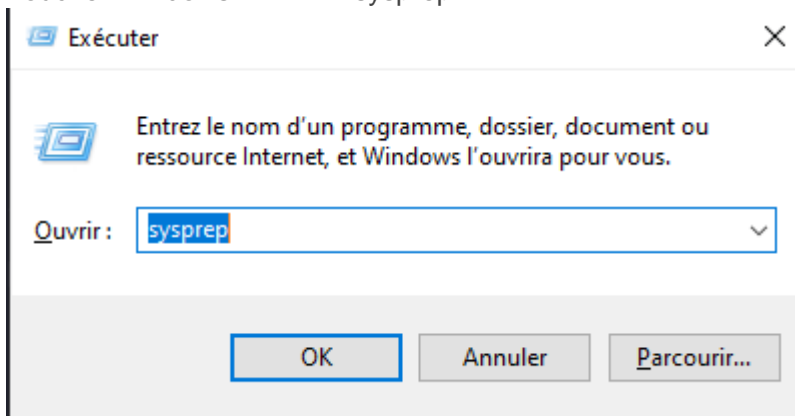 Exécuter
Entrez le nom d’un programme, dossier, document ou
ressource Internet, et Windows l’ouvrira pour vous.
Ouvrir : sysprep
OK Annuler Parcourir...